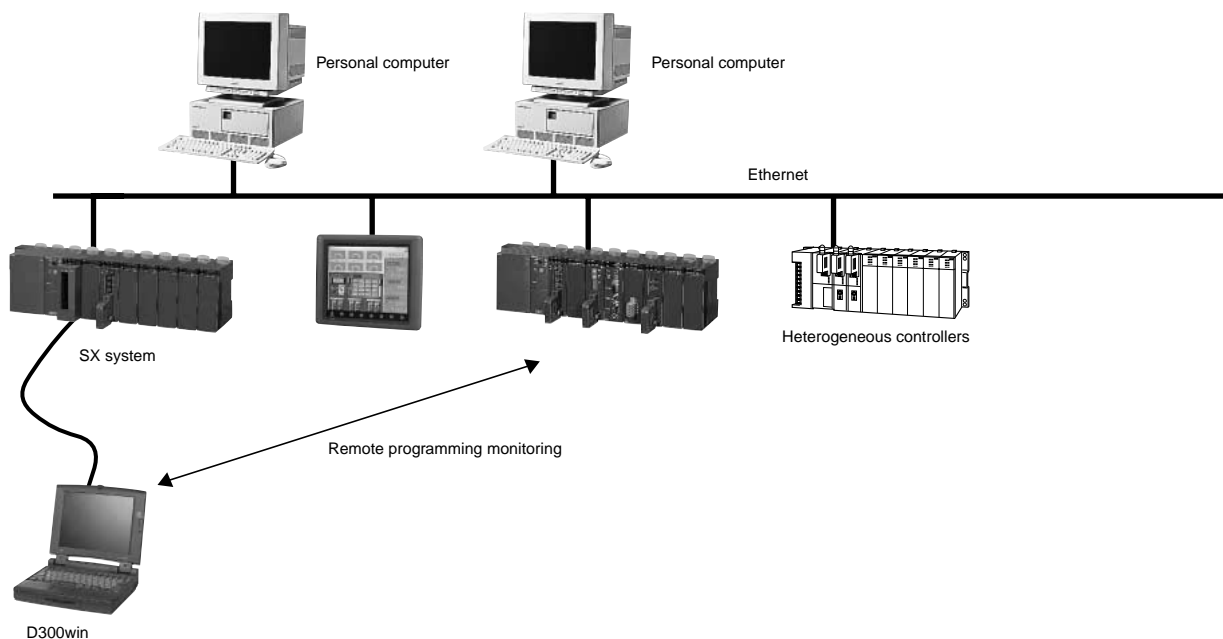 Personal computer
Personal computer
Ethernet
SX system
Heterogeneous controllers
Remote programming monitoring
D300win